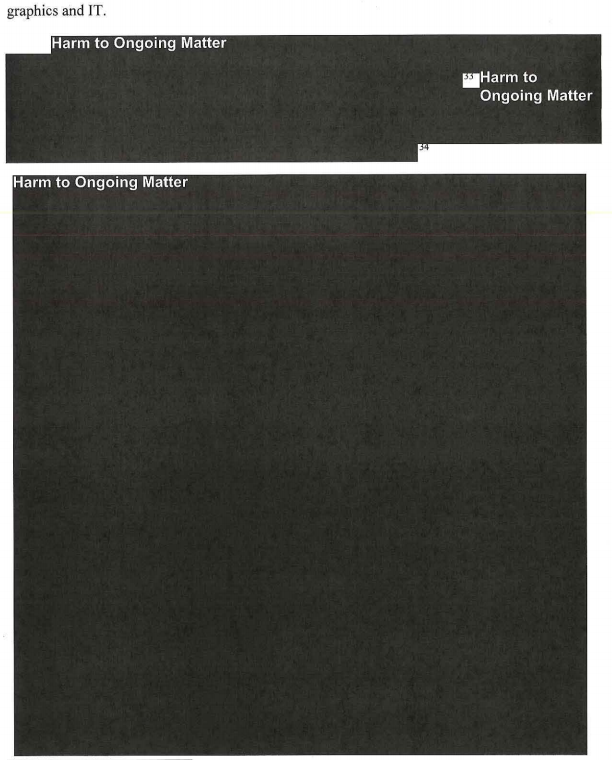 graphics and IT.
Harm to Ongoing Matter
33 Harm to
Ongoing Matter
34
Harm to Ongoing Matter